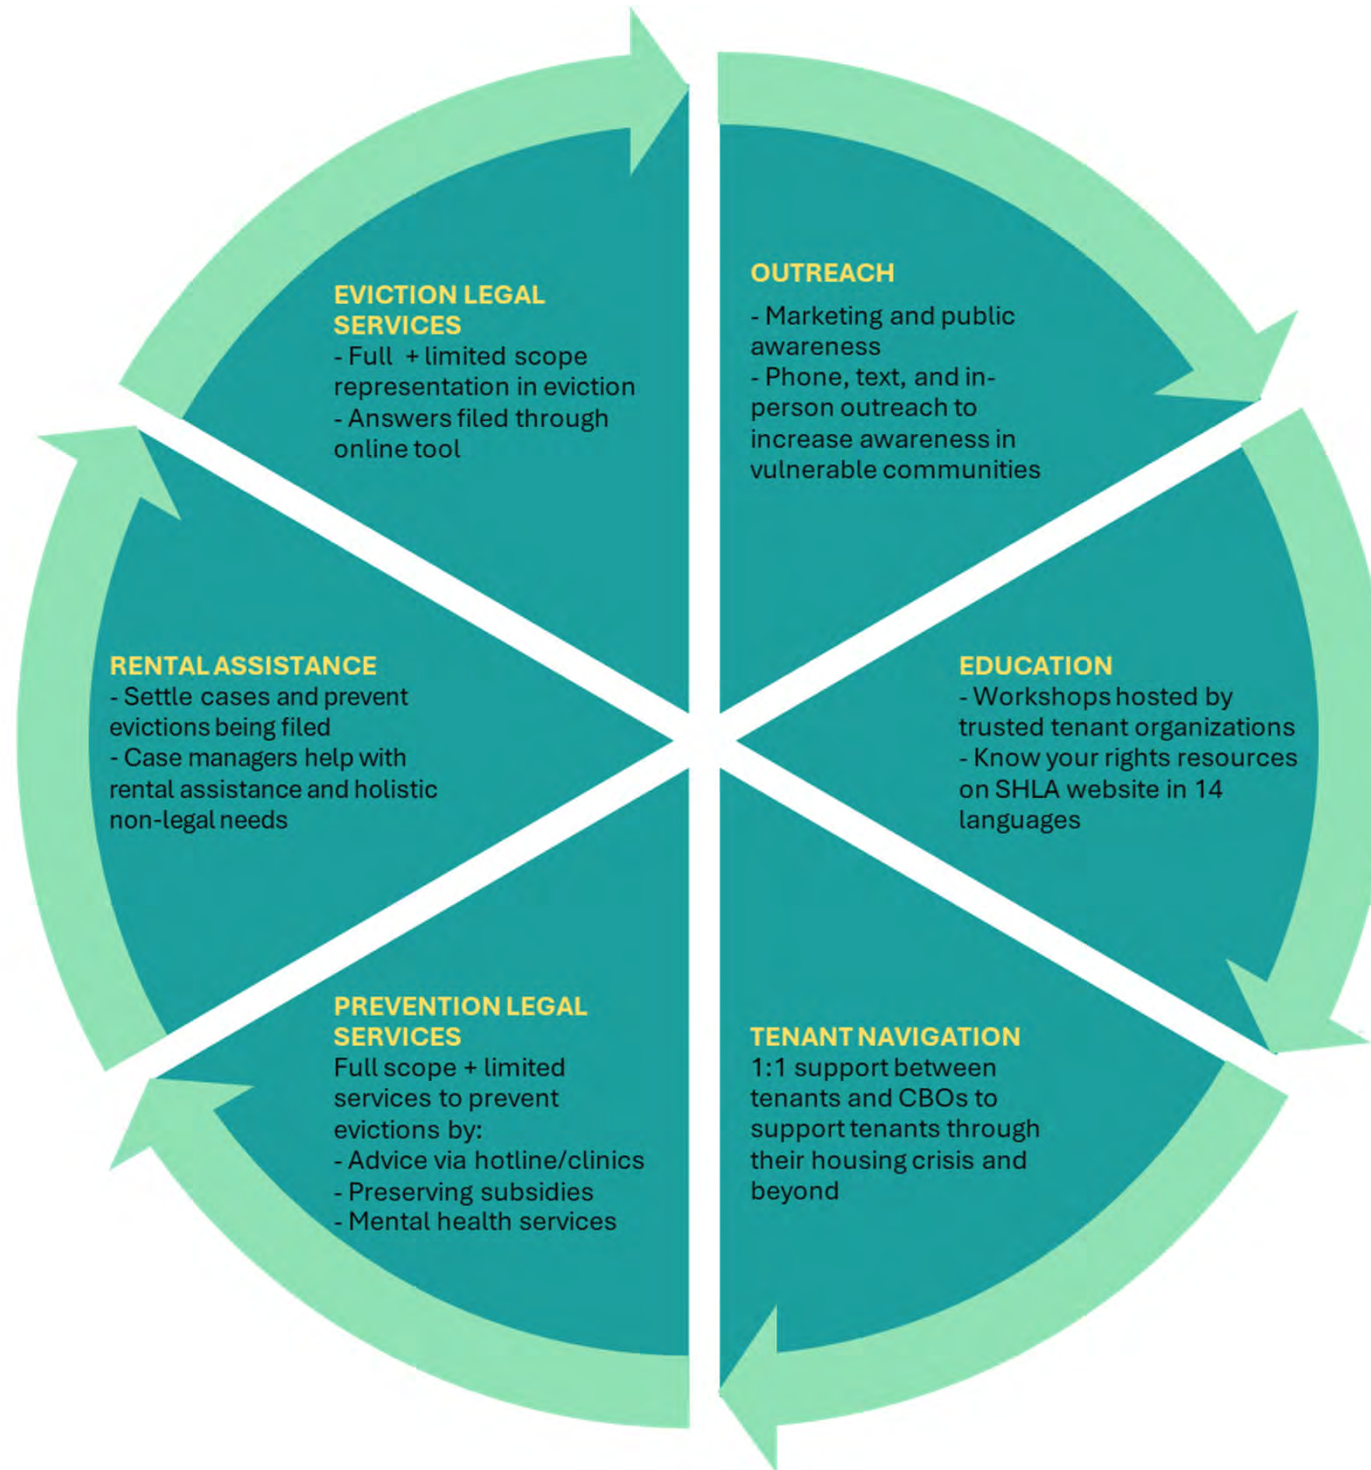 OUTREACH
- Marketing and public
awareness
- Phone, text, and in-
person outreach to
increase awareness in
vulnerable communities
EDUCATION
- Workshops hosted by
trusted tenant organizations
- Know your rights resources
on SHLA website in 14
languages
TENANT NAVIGATION
1:1 support between
tenants and CBOs to
support tenants through
their housing crisis and
beyond
PREVENTION LEGAL
SERVICES
Full scope + limited
services to prevent
evictions by:
- Advice via hotline/clinics
- Preserving subsidies
- Mental health services
RENTAL ASSISTANCE
- Settle cases and prevent
evictions being filed
- Case managers help with
rental assistance and holistic
non-legal needs
EVICTION LEGAL
SERVICES
- Full + limited scope
representation in eviction
- Answers filed through
online tool